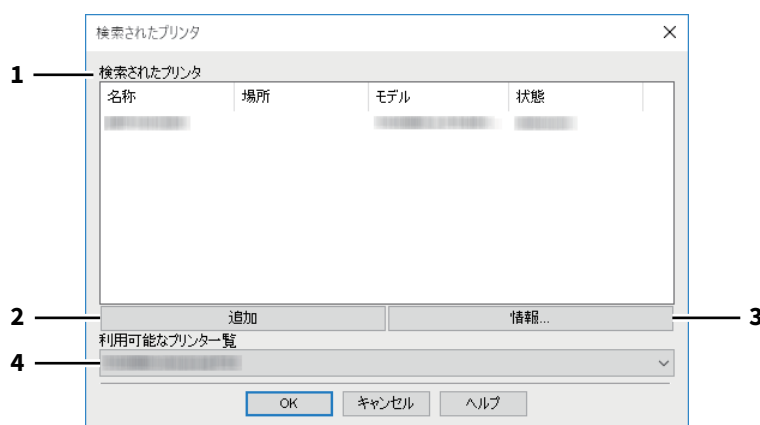 検索されたプリンタ
1 検索されたプリンタ
名称 場所 モデル 状態
2 追加 情報... 3
利用可能なプリンター覧
4
OK キャンセル ヘルプ